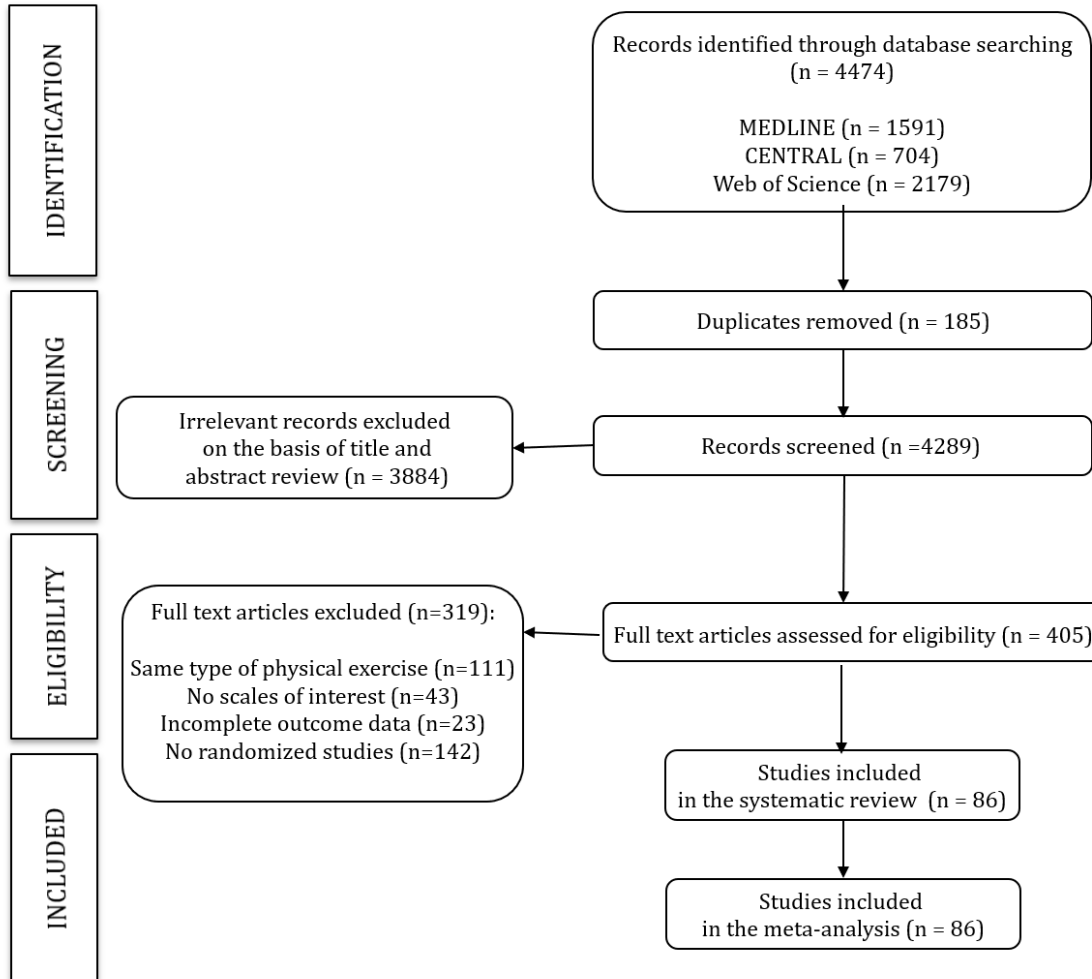 IDENTIFICATION
Records identified through database searching
(n = 4474)
MEDLINE (n = 1591)
CENTRAL (n = 704)
Web of Science (n = 2179)
Duplicates removed (n = 185)
SCREENING
Irrelevant records excluded
on the basis of title and
abstract review (n = 3884)
Records screened (n =4289)
ELIGIBILITY
Full text articles excluded (n=319):
Same type of physical exercise (n=111)
No scales of interest (n=43)
Incomplete outcome data (n=23)
No randomized studies (n=142)
Full text articles assessed for eligibility (n = 405)
INCLUDED
Studies included
in the systematic review (n = 86)
Studies included
in the meta-analysis (n = 86)